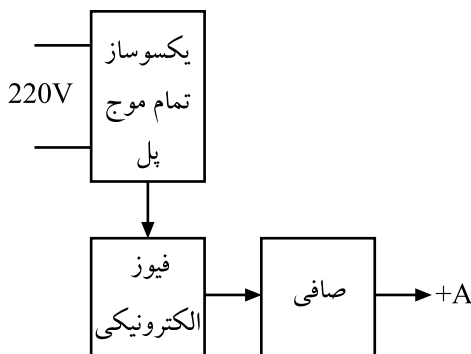 یکسوساز
تمام موج
پل
220V
فیوز
الکترونیکی
صافی
+A